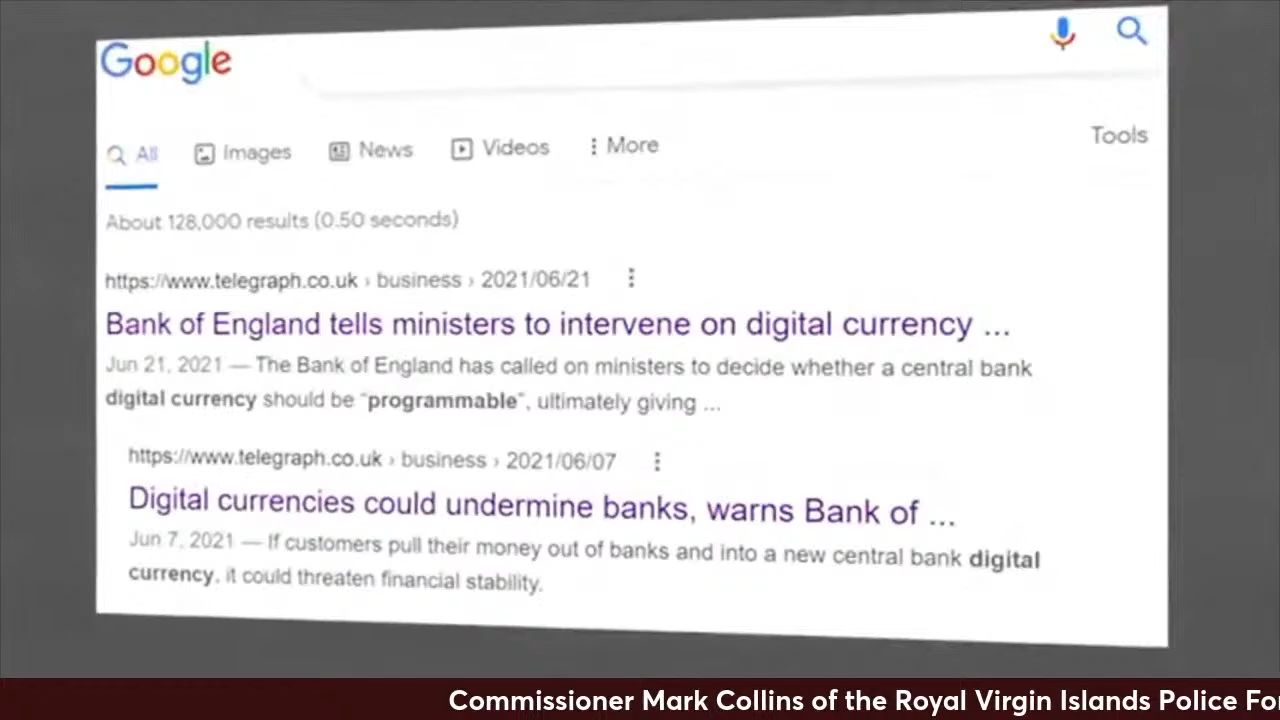 Google
All Images News Videos More Tools
About 128,000 results (0.50 seconds)
https://www.telegraph.co.uk › business › 2021/06/21
Bank of England tells ministers to intervene on digital currency ...
Jun 21, 2021 — The Bank of England has called on ministers to decide whether a central bank
digital currency should be "programmable", ultimately giving ...
https://www.telegraph.co.uk › business › 2021/06/07
Digital currencies could undermine banks, warns Bank of ...
Jun 7, 2021 — If customers pull their money out of banks and into a new central bank digital
currency, it could threaten financial stability.
Commissioner Mark Collins of the Royal Virgin Islands Police Fo